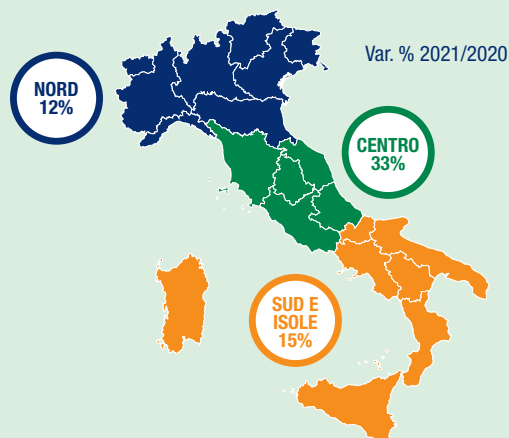 Var. % 2021/2020
NORD
12%
CENTRO
33%
SUD E
ISOLE
15%